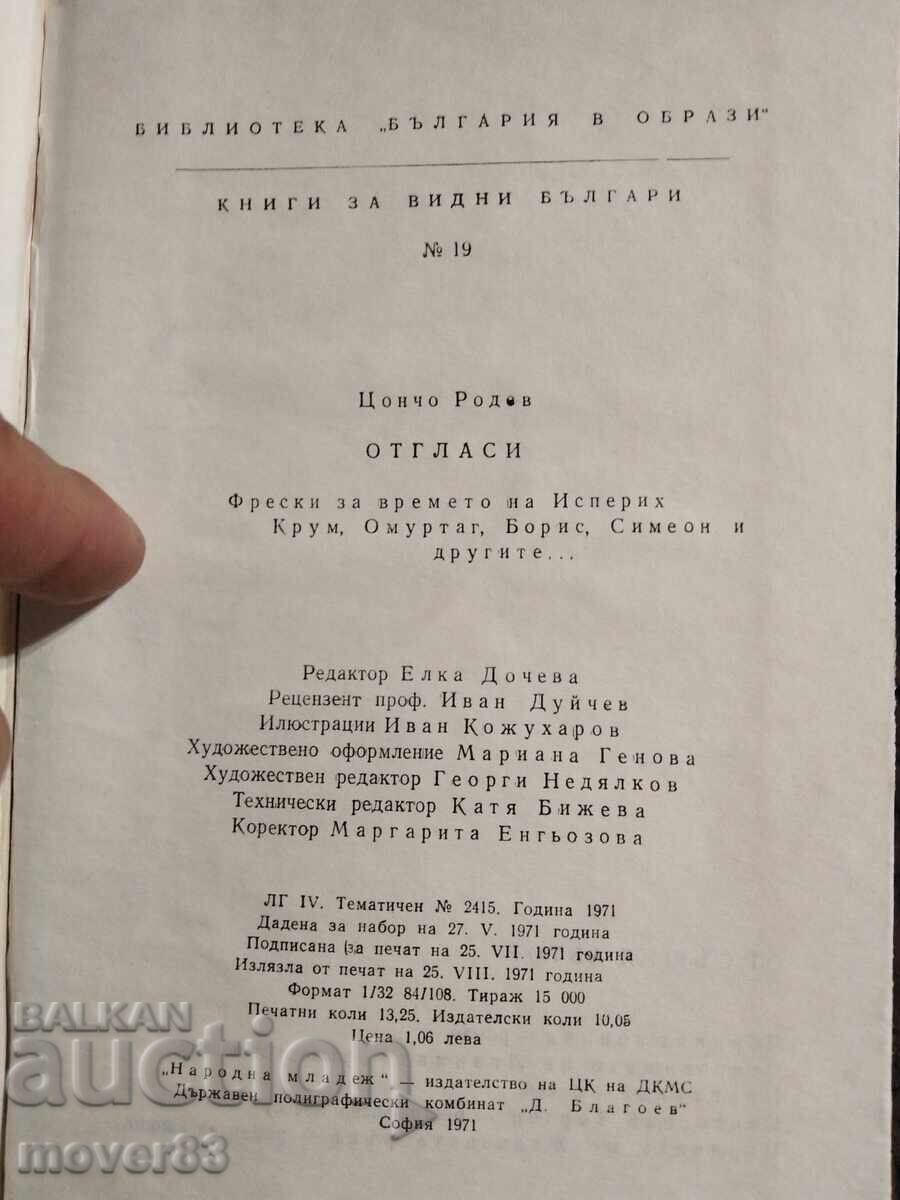 БИБЛИОТЕКА „БЪЛГАРИЯ В ОБРАЗИ“
КНИГИ ЗА ВИДНИ БЪЛГАРИ
№ 19
Цончо Родев
ОТГЛАСИ
Фрески за времето на Исперих
Крум, Омуртаг, Борис, Симеон и
другите...
Редактор Елка Дочева
Рецензент проф. Иван Дуйчев
Илюстрации Иван Кожухаров
Художествено оформление Мариана Генова
Художествен редактор Георги Недялков
Технически редактор Катя Бижева
Коректор Маргарита Енгьозова
ЛГ IV. Тематичен № 2415. Година 1971
Дадена за набор на 27. V. 1971 година
Подписана за печат на 25. VII. 1971 година
Излязла от печат на 25. VIII. 1971 година
Формат 1/32 84/108. Тираж 15 000
Печатни коли 13,25. Издателски коли 10,05
Цена 1,06 лева
„Народна младеж“ — издателство на ЦК на ДКМС
Държавен полиграфически комбинат „Д. Благоев“
София 1971
BALKAN
auction
mover83